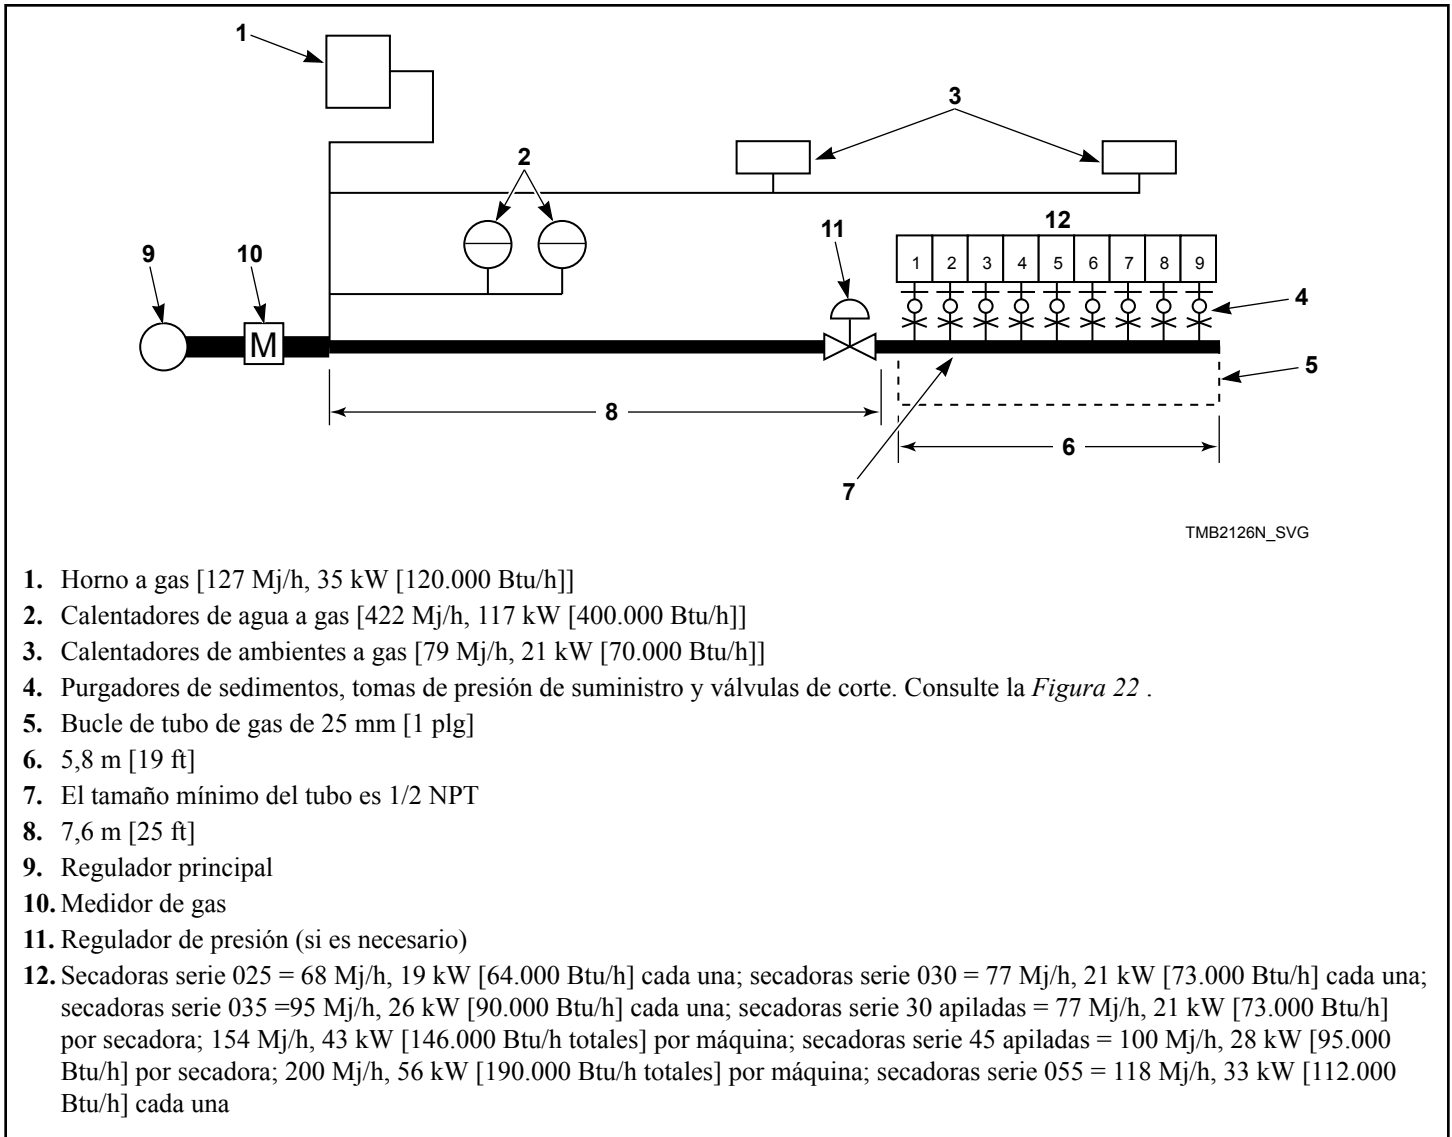 1
3
2
12
11
9
10
1 2 3 4 5 6 7 8 9
4
M
5
8
6
7
TMB2126N_SVG
1. Horno a gas [127 Mj/h, 35 kW [120.000 Btu/h]]
2. Calentadores de agua a gas [422 Mj/h, 117 kW [400.000 Btu/h]]
3. Calentadores de ambientes a gas [79 Mj/h, 21 kW [70.000 Btu/h]]
4. Purgadores de sedimentos, tomas de presión de suministro y válvulas de corte. Consulte la Figura 22 .
5. Bucle de tubo de gas de 25 mm [1 plg]
6. 5,8 m [19 ft]
7. El tamaño mínimo del tubo es 1/2 NPT
8. 7,6 m [25 ft]
9. Regulador principal
10. Medidor de gas
11. Regulador de presión (si es necesario)
12. Secadoras serie 025 = 68 Mj/h, 19 kW [64.000 Btu/h] cada una; secadoras serie 030 = 77 Mj/h, 21 kW [73.000 Btu/h] cada una;
secadoras serie 035 =95 Mj/h, 26 kW [90.000 Btu/h] cada una; secadoras serie 30 apiladas = 77 Mj/h, 21 kW [73.000 Btu/h]
por secadora; 154 Mj/h, 43 kW [146.000 Btu/h totales] por máquina; secadoras serie 45 apiladas = 100 Mj/h, 28 kW [95.000
Btu/h] por secadora; 200 Mj/h, 56 kW [190.000 Btu/h totales] por máquina; secadoras serie 055 = 118 Mj/h, 33 kW [112.000
Btu/h] cada una